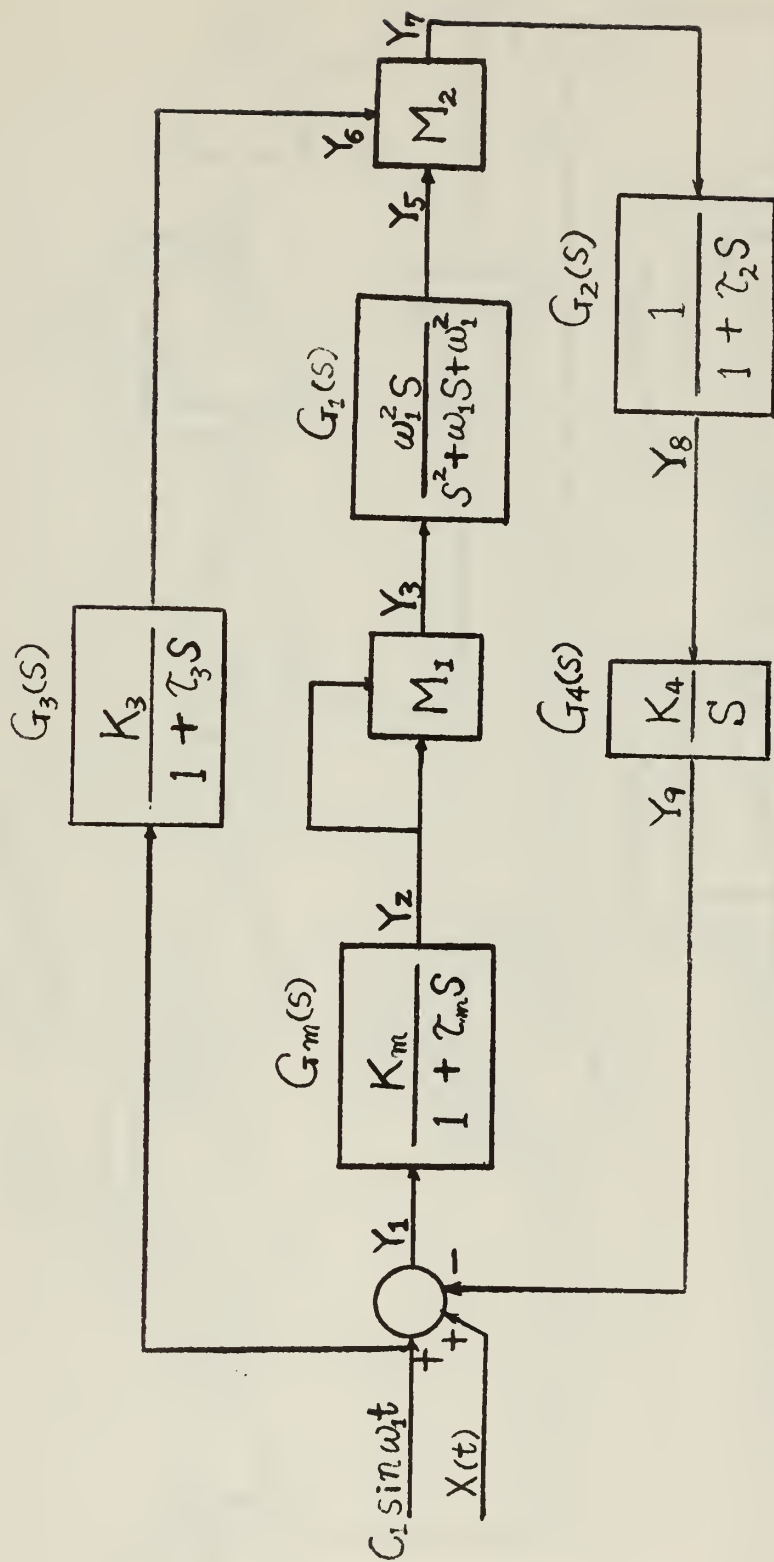 G₃(S)
K₃
1 + τ₃S
C₁ sin ω₁t
X(t)
+
+
-
Y₁
Gₘ(S)
Kₘ
1 + τₘS
Y₂
M₁
Y₃
G₁(S)
ω₁²S
S²+ω₁S+ω₁²
Y₅
Y₆
M₂
Y₇
G₂(S)
1
1 + τ₂S
Y₈
G₄(S)
K₄
S
Y₉